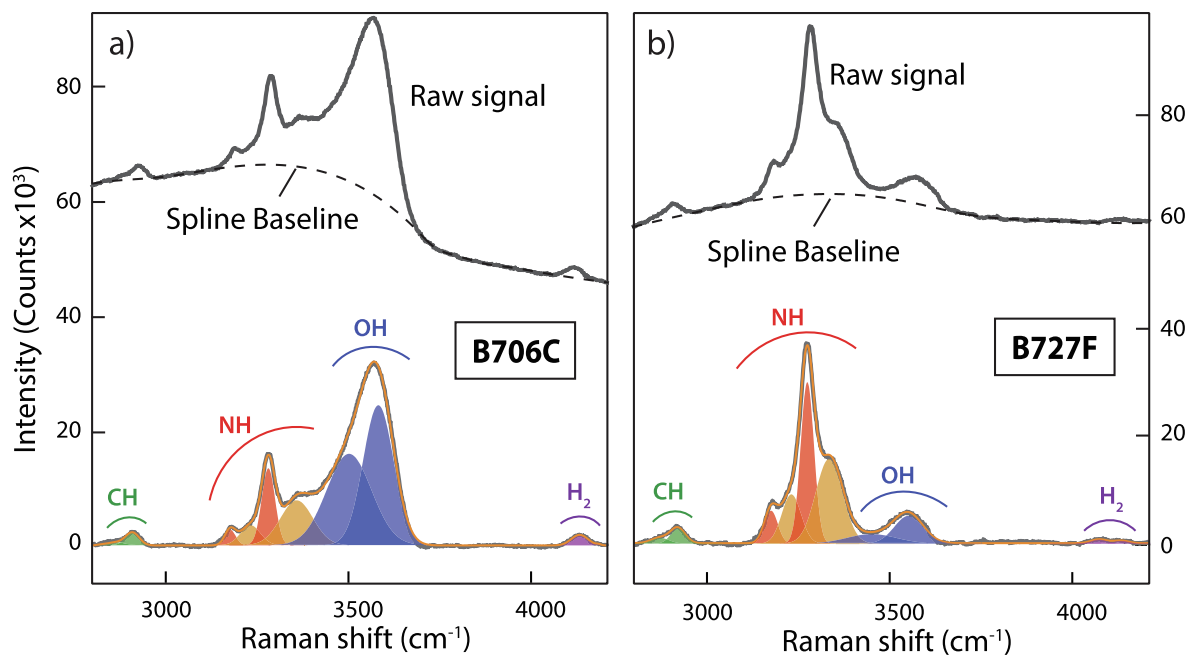 a)
Raw signal
Spline Baseline
B706C
OH
NH
CH
H₂
80
60
40
20
0
Intensity (Counts x10³)
3000
3500
4000
Raman shift (cm⁻¹)
b)
Raw signal
Spline Baseline
B727F
NH
OH
CH
H₂
80
60
40
20
0
3000
3500
4000
Raman shift (cm⁻¹)